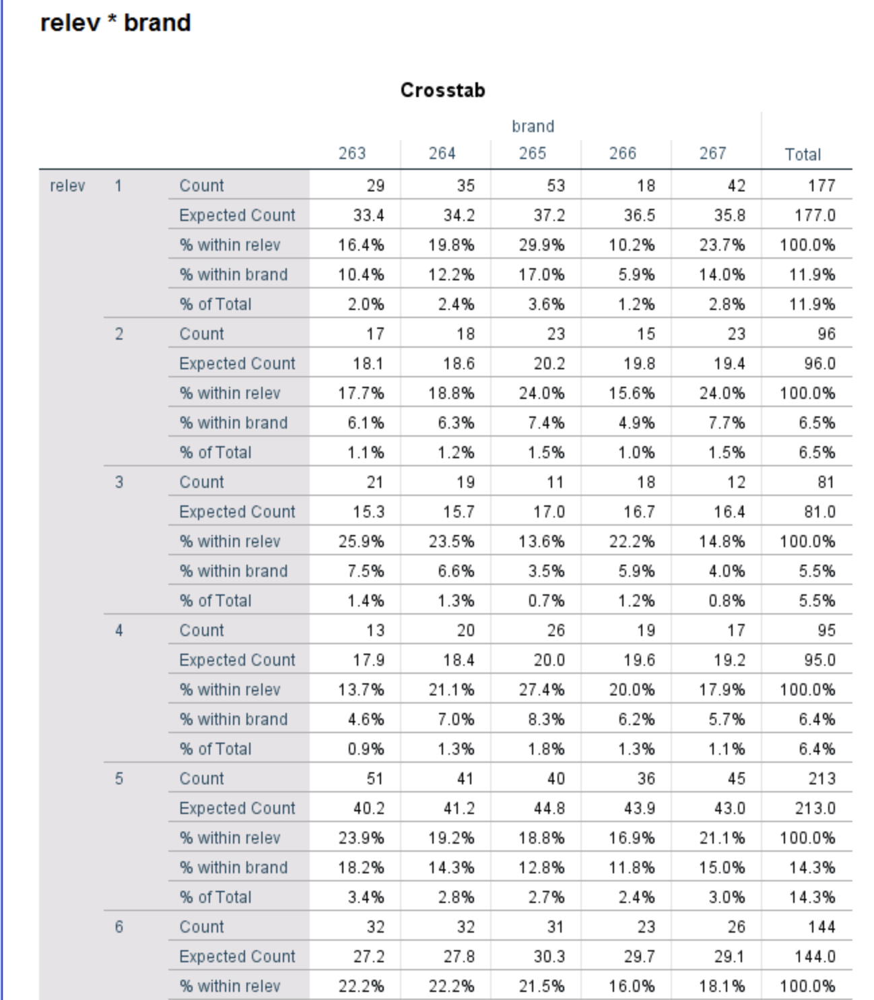 relev * brand
Crosstab
brand
263 264 265 266 267 Total
relev 1 Count 29 35 53 18 42 177
Expected Count 33.4 34.2 37.2 36.5 35.8 177.0
% within relev 16.4% 19.8% 29.9% 10.2% 23.7% 100.0%
% within brand 10.4% 12.2% 17.0% 5.9% 14.0% 11.9%
% of Total 2.0% 2.4% 3.6% 1.2% 2.8% 11.9%
2 Count 17 18 23 15 23 96
Expected Count 18.1 18.6 20.2 19.8 19.4 96.0
% within relev 17.7% 18.8% 24.0% 15.6% 24.0% 100.0%
% within brand 6.1% 6.3% 7.4% 4.9% 7.7% 6.5%
% of Total 1.1% 1.2% 1.5% 1.0% 1.5% 6.5%
3 Count 21 19 11 18 12 81
Expected Count 15.3 15.7 17.0 16.7 16.4 81.0
% within relev 25.9% 23.5% 13.6% 22.2% 14.8% 100.0%
% within brand 7.5% 6.6% 3.5% 5.9% 4.0% 5.5%
% of Total 1.4% 1.3% 0.7% 1.2% 0.8% 5.5%
4 Count 13 20 26 19 17 95
Expected Count 17.9 18.4 20.0 19.6 19.2 95.0
% within relev 13.7% 21.1% 27.4% 20.0% 17.9% 100.0%
% within brand 4.6% 7.0% 8.3% 6.2% 5.7% 6.4%
% of Total 0.9% 1.3% 1.8% 1.3% 1.1% 6.4%
5 Count 51 41 40 36 45 213
Expected Count 40.2 41.2 44.8 43.9 43.0 213.0
% within relev 23.9% 19.2% 18.8% 16.9% 21.1% 100.0%
% within brand 18.2% 14.3% 12.8% 11.8% 15.0% 14.3%
% of Total 3.4% 2.8% 2.7% 2.4% 3.0% 14.3%
6 Count 32 32 31 23 26 144
Expected Count 27.2 27.8 30.3 29.7 29.1 144.0
% within relev 22.2% 22.2% 21.5% 16.0% 18.1% 100.0%